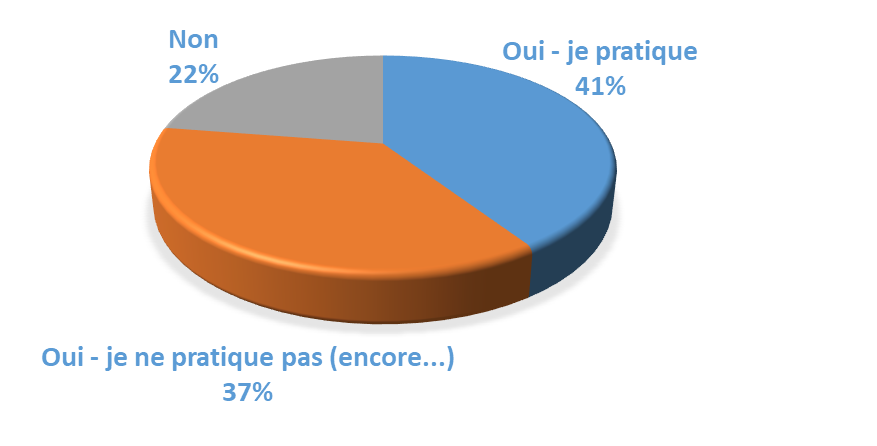 Non
22%
Oui - je pratique
41%
Oui - je ne pratique pas (encore...)
37%